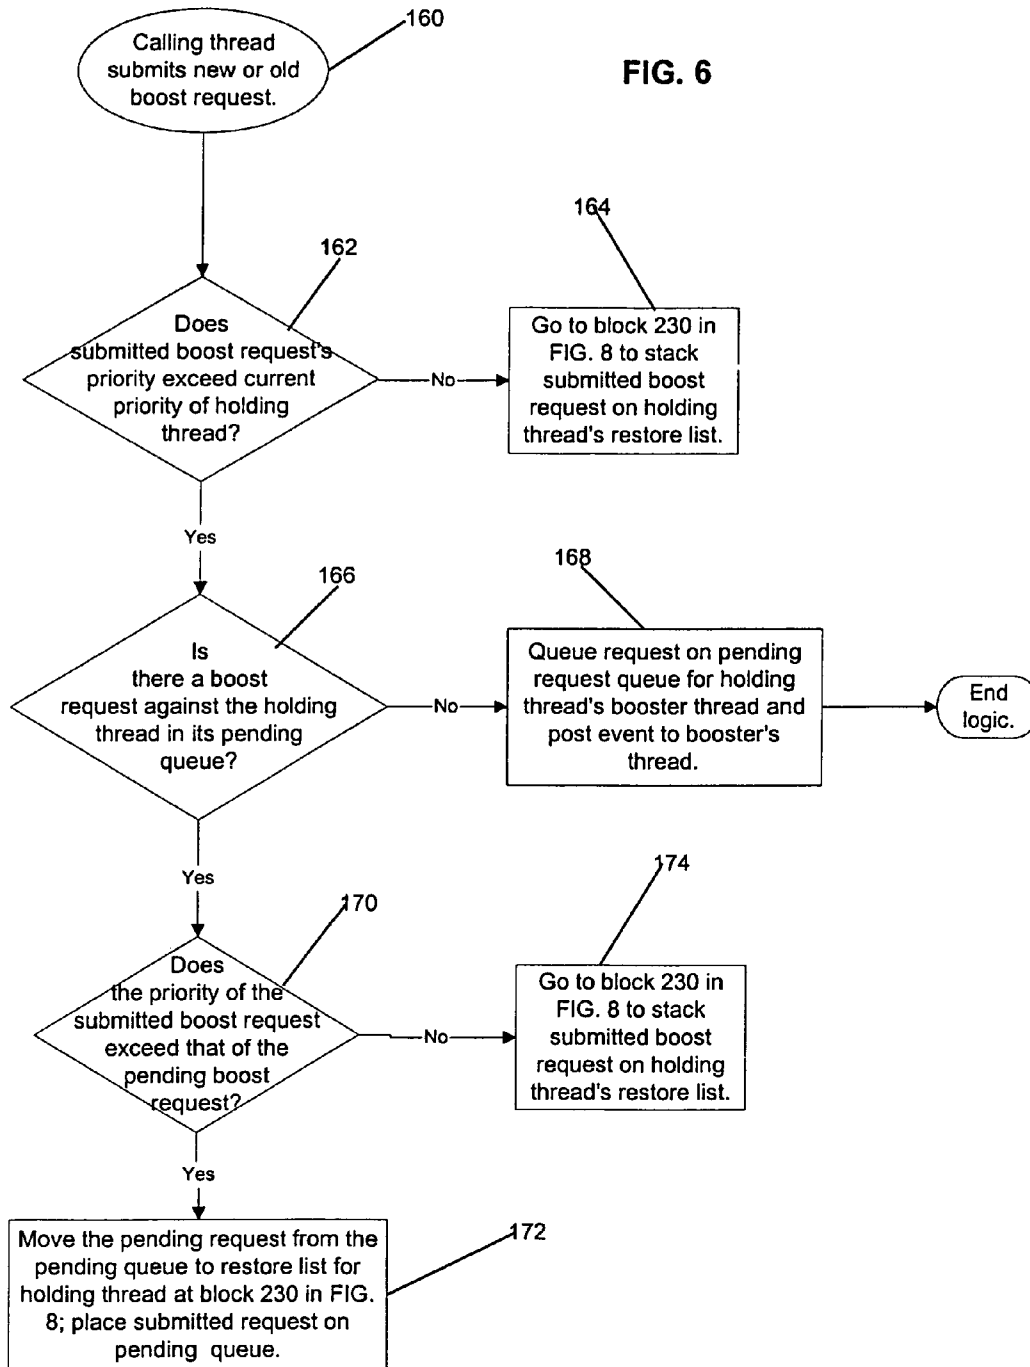 160
Calling thread
submits new or old
boost request.
FIG. 6
164
162
Does
submitted boost request's
priority exceed current
priority of holding
thread?
No
Go to block 230 in
FIG. 8 to stack
submitted boost
request on holding
thread's restore list.
Yes
166
168
Is
there a boost
request against the holding
thread in its pending
queue?
No
Queue request on pending
request queue for holding
thread's booster thread and
post event to booster's
thread.
End
logic.
Yes
170
174
Does
the priority of the
submitted boost request
exceed that of the
pending boost
request?
No
Go to block 230 in
FIG. 8 to stack
submitted boost
request on holding
thread's restore list.
Yes
172
Move the pending request from the
pending queue to restore list for
holding thread at block 230 in FIG.
8; place submitted request on
pending queue.